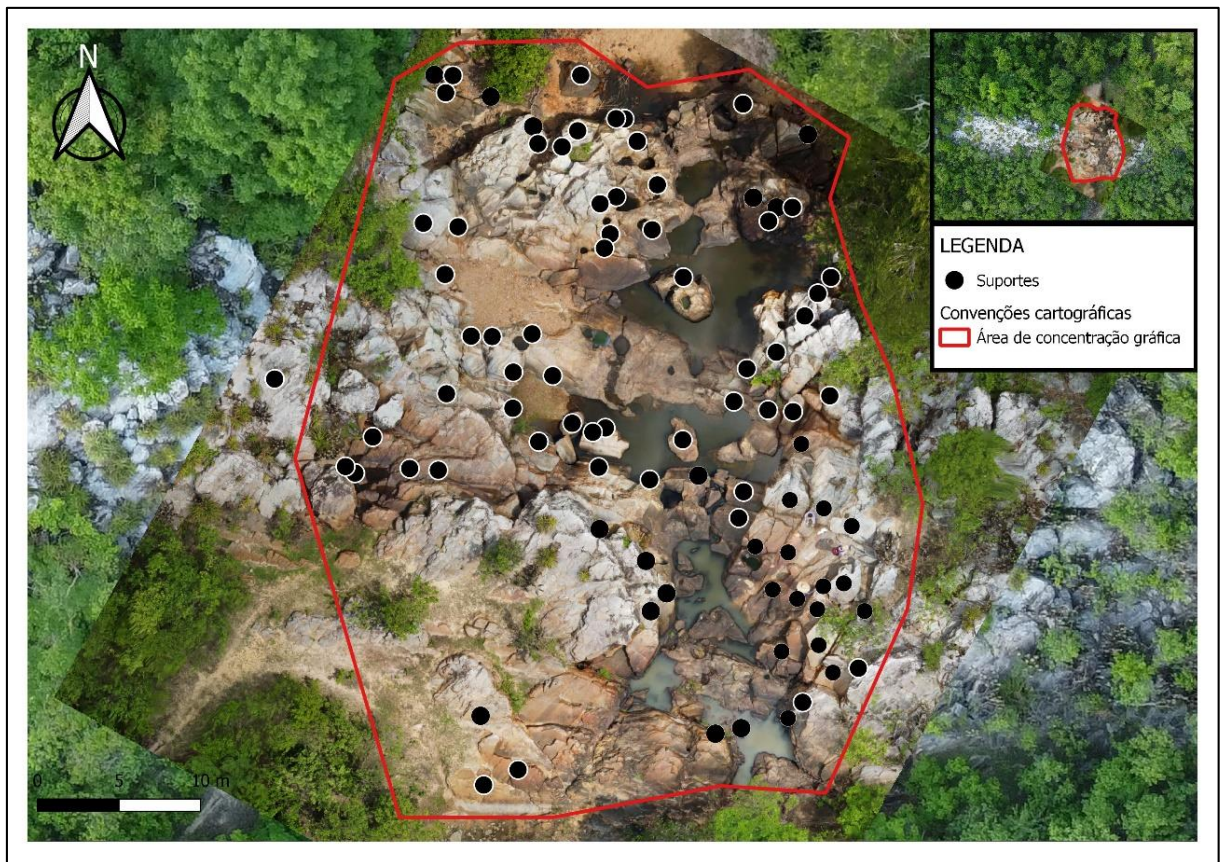 N
LEGENDA
Suportes
Convenções cartográficas
Área de concentração gráfica
0 5 10 m